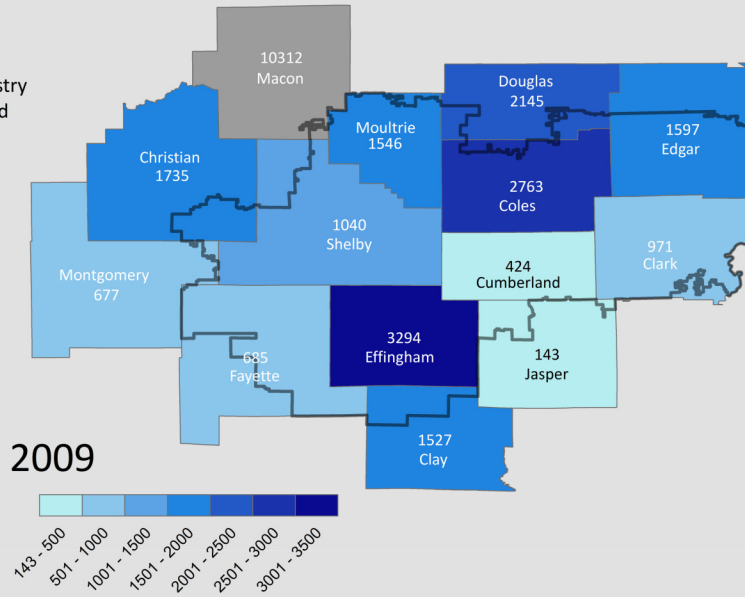 stry
d
10312
Macon
Douglas
2145
Moultrie
1546
1597
Edgar
Christian
1735
2763
Coles
1040
Shelby
971
Clark
424
Cumberland
Montgomery
677
3294
Effingham
143
Jasper
685
Fayette
1527
Clay
2009
143 - 500
501 - 1000
1001 - 1500
1501 - 2000
2001 - 2500
2501 - 3000
3001 - 3500